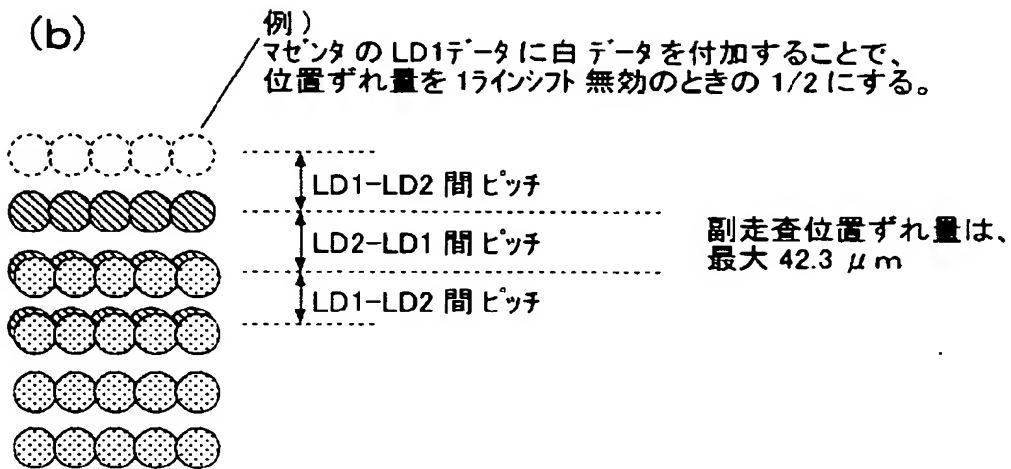 (b)
例)
マゼンタの LD1データに白データを付加することで、
位置ずれ量を 1ラインシフト無効のときの 1/2 にする。
LD1-LD2 間ピッチ
LD2-LD1 間ピッチ
LD1-LD2 間ピッチ
副走査位置ずれ量は、
最大 42.3 μm